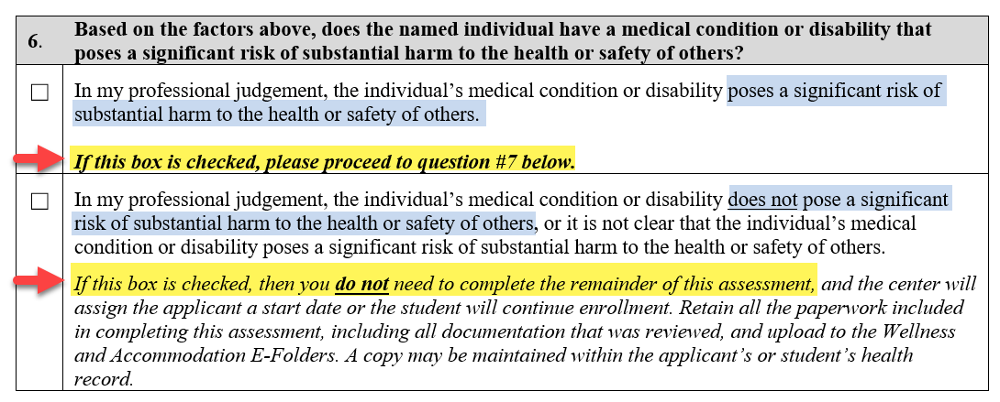 6. Based on the factors above, does the named individual have a medical condition or disability that
poses a significant risk of substantial harm to the health or safety of others?
☐ In my professional judgement, the individual's medical condition or disability poses a significant risk of
substantial harm to the health or safety of others.
If this box is checked, please proceed to question #7 below.
☐ In my professional judgement, the individual's medical condition or disability does not pose a significant
risk of substantial harm to the health or safety of others, or it is not clear that the individual's medical
condition or disability poses a significant risk of substantial harm to the health or safety of others.
If this box is checked, then you do not need to complete the remainder of this assessment, and the center will
assign the applicant a start date or the student will continue enrollment. Retain all the paperwork included
in completing this assessment, including all documentation that was reviewed, and upload to the Wellness
and Accommodation E-Folders. A copy may be maintained within the applicant's or student's health
record.